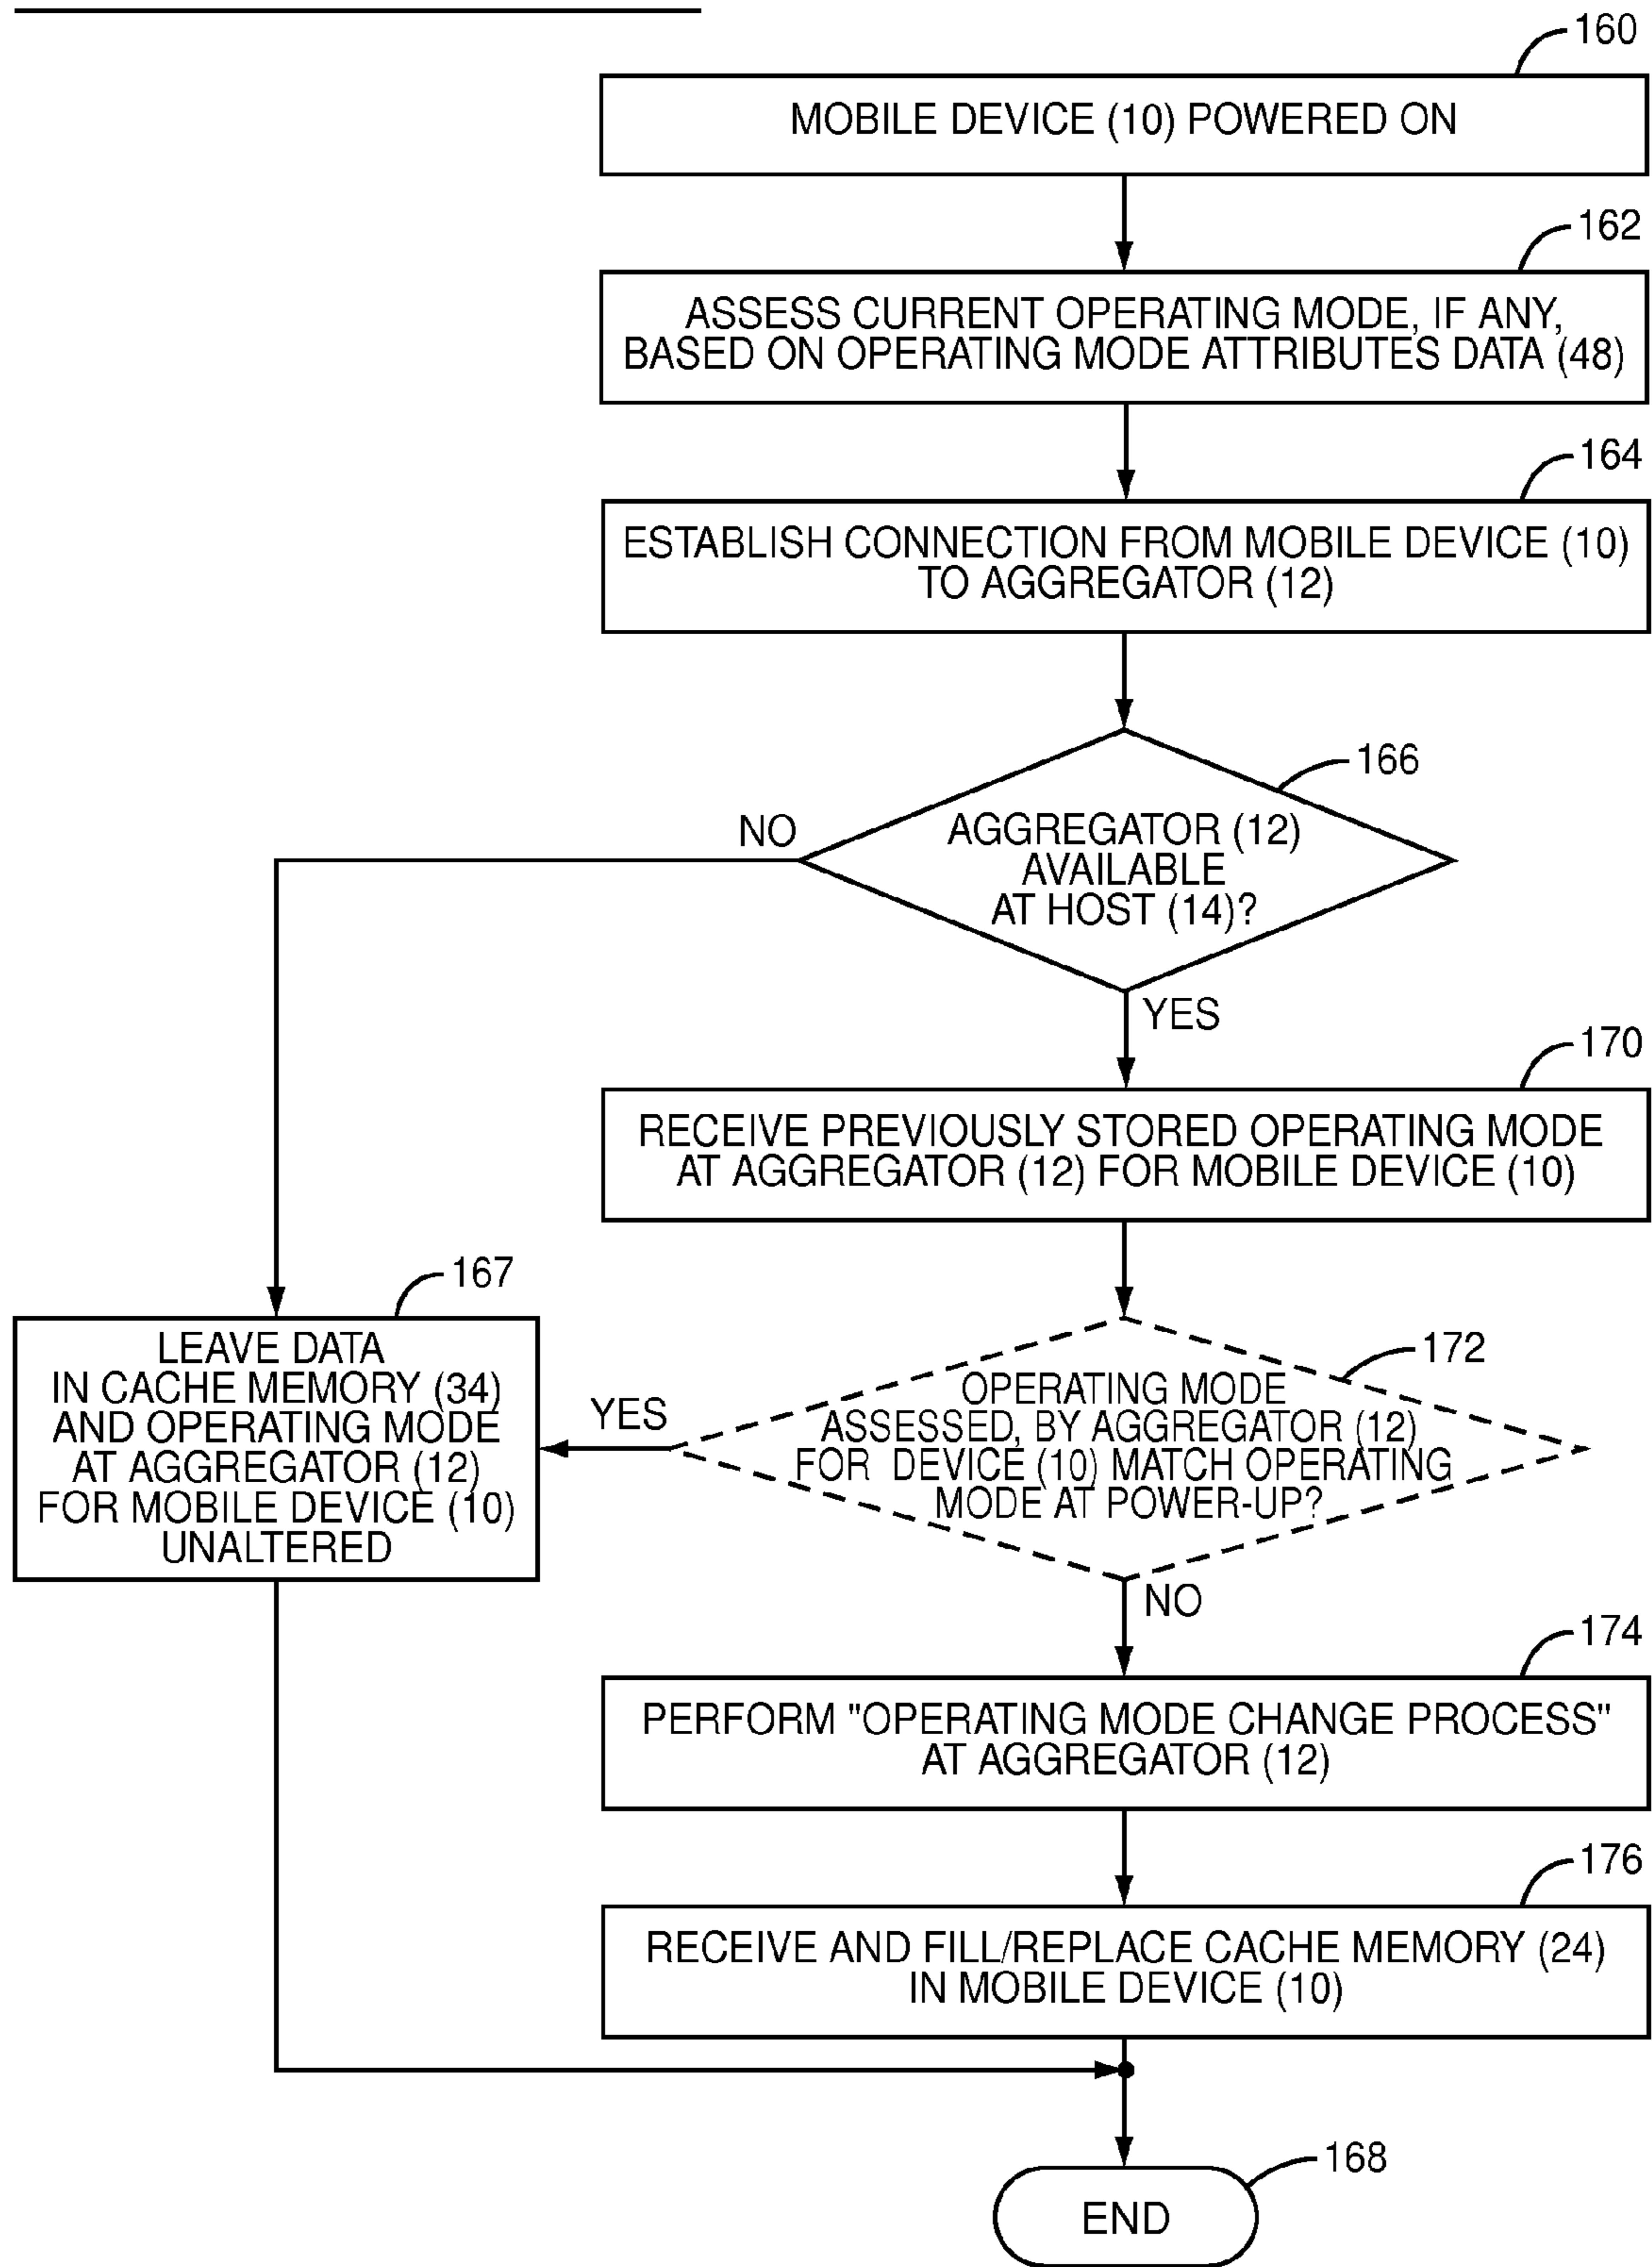 160
MOBILE DEVICE (10) POWERED ON
162
ASSESS CURRENT OPERATING MODE, IF ANY,
BASED ON OPERATING MODE ATTRIBUTES DATA (48)
164
ESTABLISH CONNECTION FROM MOBILE DEVICE (10)
TO AGGREGATOR (12)
166
NO
AGGREGATOR (12)
AVAILABLE
AT HOST (14)?
YES
170
RECEIVE PREVIOUSLY STORED OPERATING MODE
AT AGGREGATOR (12) FOR MOBILE DEVICE (10)
167
LEAVE DATA
IN CACHE MEMORY (34)
AND OPERATING MODE
AT AGGREGATOR (12)
FOR MOBILE DEVICE (10)
UNALTERED
172
YES
OPERATING MODE
ASSESSED, BY AGGREGATOR (12)
FOR DEVICE (10) MATCH OPERATING
MODE AT POWER-UP?
NO
174
PERFORM "OPERATING MODE CHANGE PROCESS"
AT AGGREGATOR (12)
176
RECEIVE AND FILL/REPLACE CACHE MEMORY (24)
IN MOBILE DEVICE (10)
168
END